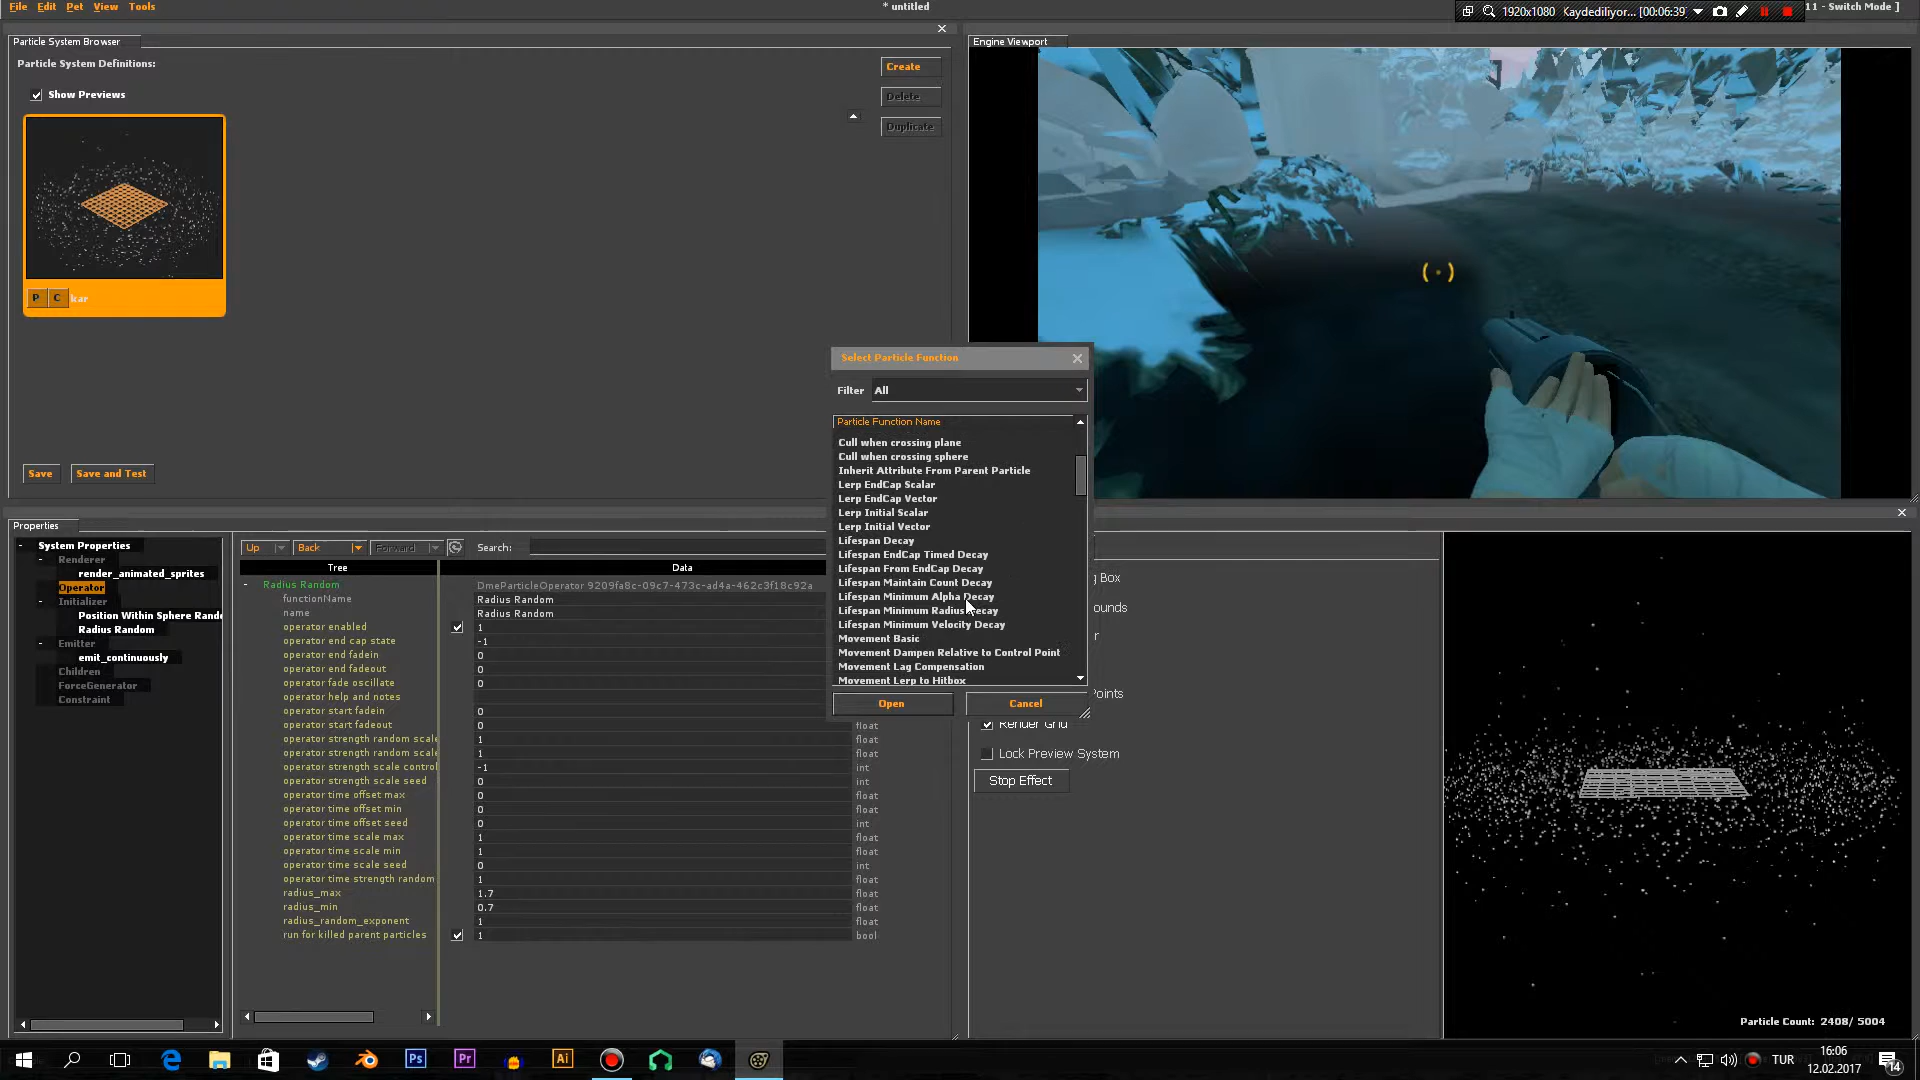 File Edit Pet View Tools
* untitled
1920x1080 Kaydediliyor... [00:06:39]
11 - Switch Mode ]
Particle System Browser
Particle System Definitions:
Show Previews
Create
Delete
Duplicate
P C kar
Save
Save and Test
Engine Viewport
Select Particle Function
Filter All
Particle Function Name
Cull when crossing plane
Cull when crossing sphere
Inherit Attribute From Parent Particle
Lerp EndCap Scalar
Lerp EndCap Vector
Lerp Initial Scalar
Lerp Initial Vector
Lifespan Decay
Lifespan EndCap Timed Decay
Lifespan From EndCap Decay
Lifespan Maintain Count Decay
Lifespan Minimum Alpha Decay
Lifespan Minimum Radius Decay
Lifespan Minimum Velocity Decay
Movement Basic
Movement Dampen Relative to Control Point
Movement Lag Compensation
Movement Lerp to Hitbox
Open
Cancel
Properties
- System Properties
- Renderer
render_animated_sprites
Operator
- Initializer
Position Within Sphere Rando
Radius Random
- Emitter
emit_continuously
Children
ForceGenerator
Constraint
Up Back Forward Search:
Tree Data
- Radius Random DmeParticleOperator 9209fa8c-09c7-473c-ad4a-462c3f18c92a
functionName Radius Random
name Radius Random
operator enabled 1
operator end cap state -1
operator end fadein 0
operator end fadeout 0
operator fade oscillate 0
operator help and notes
operator start fadein 0
operator start fadeout 0 float
operator strength random scale 1 float
operator strength random scale 1 float
operator strength scale control -1 int
operator strength scale seed 0 int
operator time offset max 0 float
operator time offset min 0 float
operator time offset seed 0 int
operator time scale max 1 float
operator time scale min 1 float
operator time scale seed 0 int
operator time strength random 1 float
radius_max 1.7 float
radius_min 0.7 float
radius_random_exponent 1 float
run for killed parent particles 1 bool
g Box
ounds
r
Points
Render Grid
Lock Preview System
Stop Effect
Particle Count: 2408/ 5004
Ps Pr Ai
TUR
16:06
12.02.2017
14